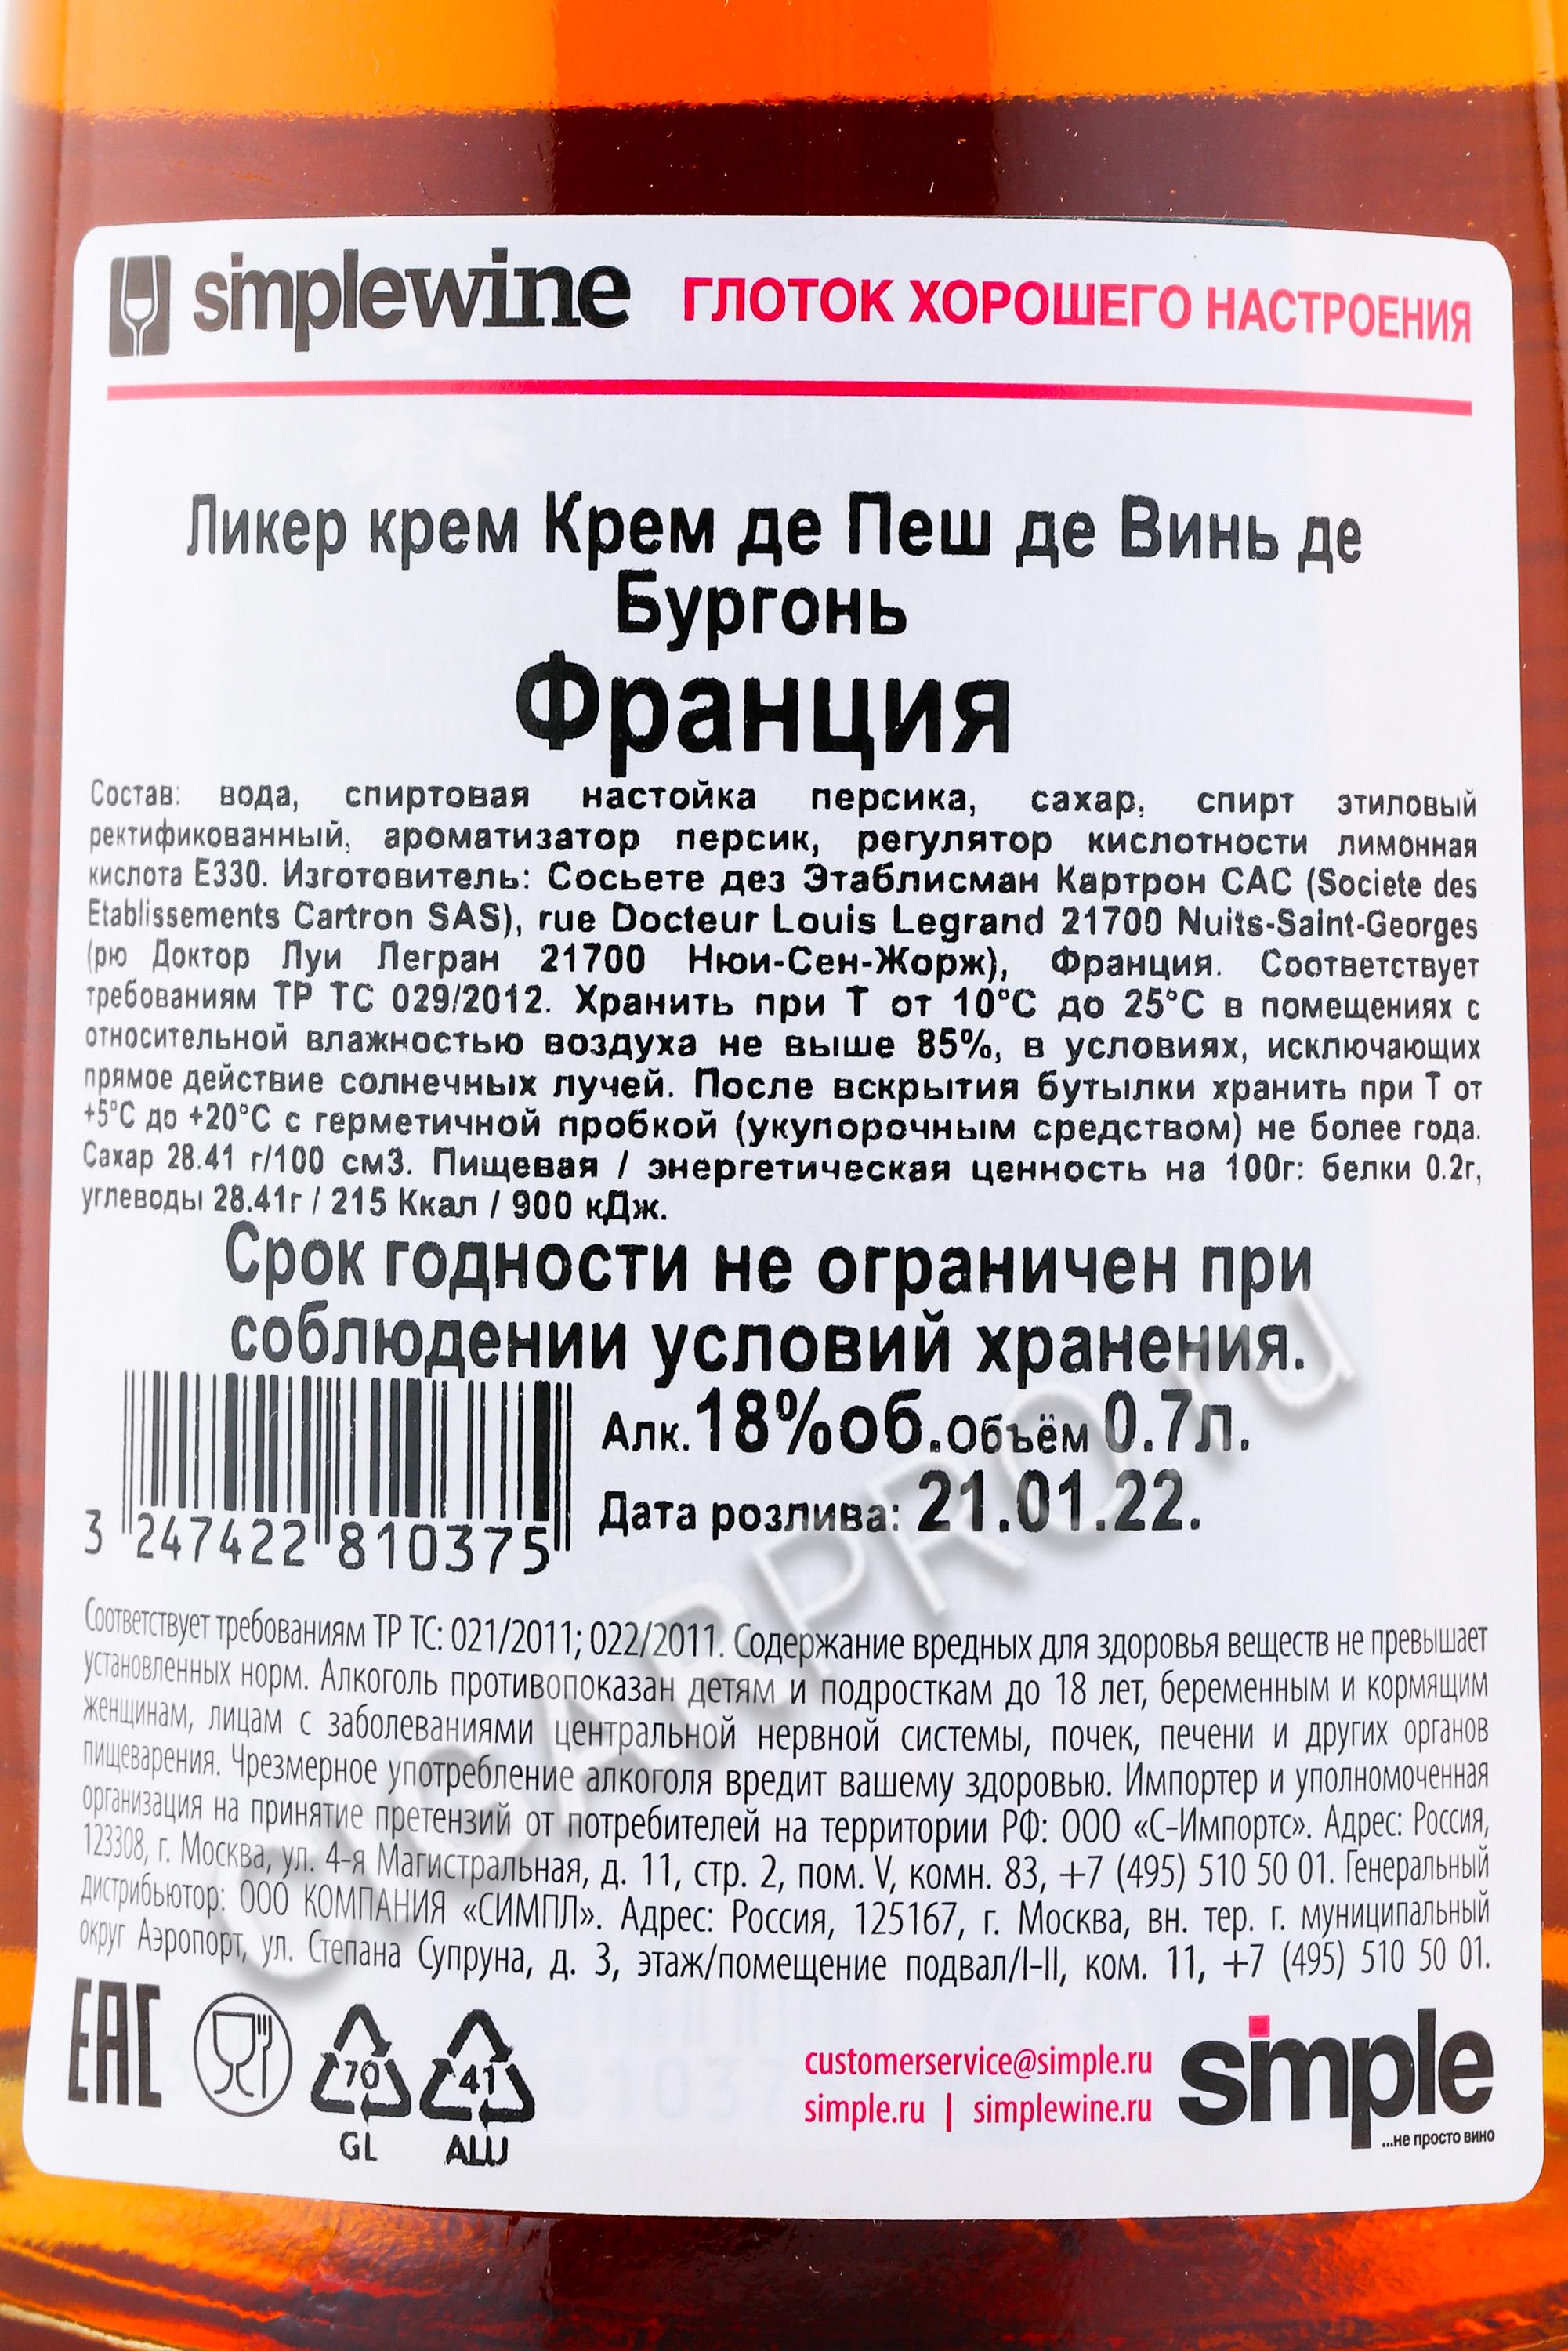 simplewine ГЛОТОК ХОРОШЕГО НАСТРОЕНИЯ
Ликер крем Крем де Пеш де Винь де
Бургонь
Франция
Состав: вода, спиртовая настойка персика, сахар, спирт этиловый
ректификованный, ароматизатор персик, регулятор кислотности лимонная
кислота Е330. Изготовитель: Сосьете дез Этаблисман Картрон САС (Societe des
Etablissements Cartron SAS), rue Docteur Louis Legrand 21700 Nuits-Saint-Georges
(рю Доктор Луи Легран 21700 Нюи-Сен-Жорж), Франция. Соответствует
требованиям ТР ТС 029/2012. Хранить при Т от 10°С до 25°С в помещениях с
относительной влажностью воздуха не выше 85%, в условиях, исключающих
прямое действие солнечных лучей. После вскрытия бутылки хранить при Т от
+5°С до +20°С с герметичной пробкой (укупорочным средством) не более года.
Сахар 28.41 г/100 см3. Пищевая / энергетическая ценность на 100г: белки 0.2г,
углеводы 28.41г / 215 Ккал / 900 кДж.
Срок годности не ограничен при
соблюдении условий хранения.
Алк. 18%об. Объём 0.7л.
Дата розлива: 21.01.22.
3 247422 810375
Соответствует требованиям ТР ТС: 021/2011; 022/2011. Содержание вредных для здоровья веществ не превышает
установленных норм. Алкоголь противопоказан детям и подросткам до 18 лет, беременным и кормящим
женщинам, лицам с заболеваниями центральной нервной системы, почек, печени и других органов
пищеварения. Чрезмерное употребление алкоголя вредит вашему здоровью. Импортер и уполномоченная
организация на принятие претензий от потребителей на территории РФ: ООО «С-Импортс». Адрес: Россия,
123308, г. Москва, ул. 4-я Магистральная, д. 11, стр. 2, пом. V, комн. 83, +7 (495) 510 50 01. Генеральный
дистрибьютор: ООО КОМПАНИЯ «СИМПЛ». Адрес: Россия, 125167, г. Москва, вн. тер. г. муниципальный
округ Аэропорт, ул. Степана Супруна, д. 3, этаж/помещение подвал/I-II, ком. 11, +7 (495) 510 50 01.
EAC
70
GL
41
ALU
customerservice@simple.ru
simple.ru | simplewine.ru
simple
...не просто вино
CIGARPRO.ru